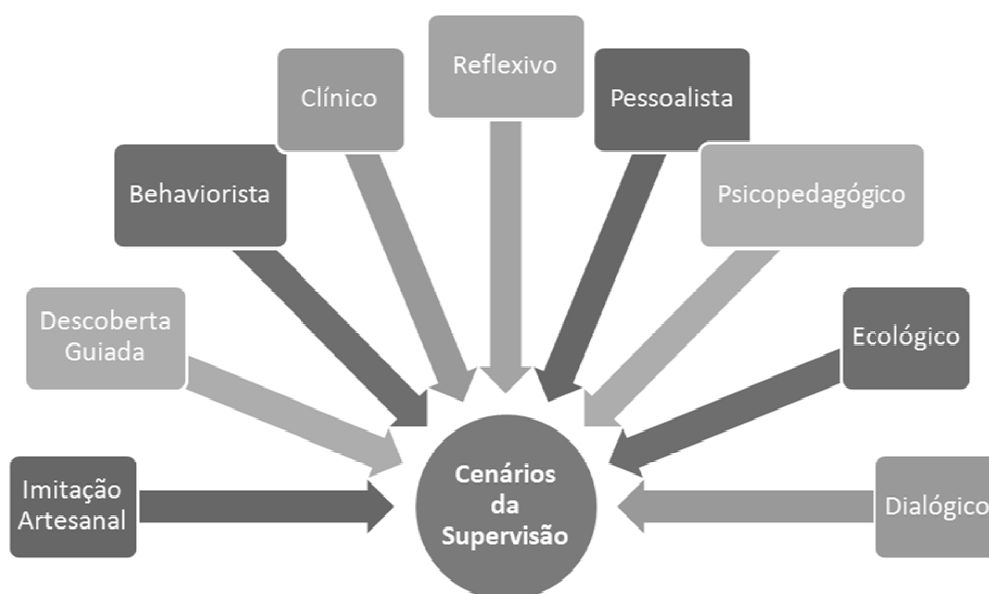 Reflexivo
Clínico
Pessoalista
Behaviorista
Psicopedagógico
Descoberta
Guiada
Ecológico
Imitação
Artesanal
Cenários
da
Supervisão
Dialógico